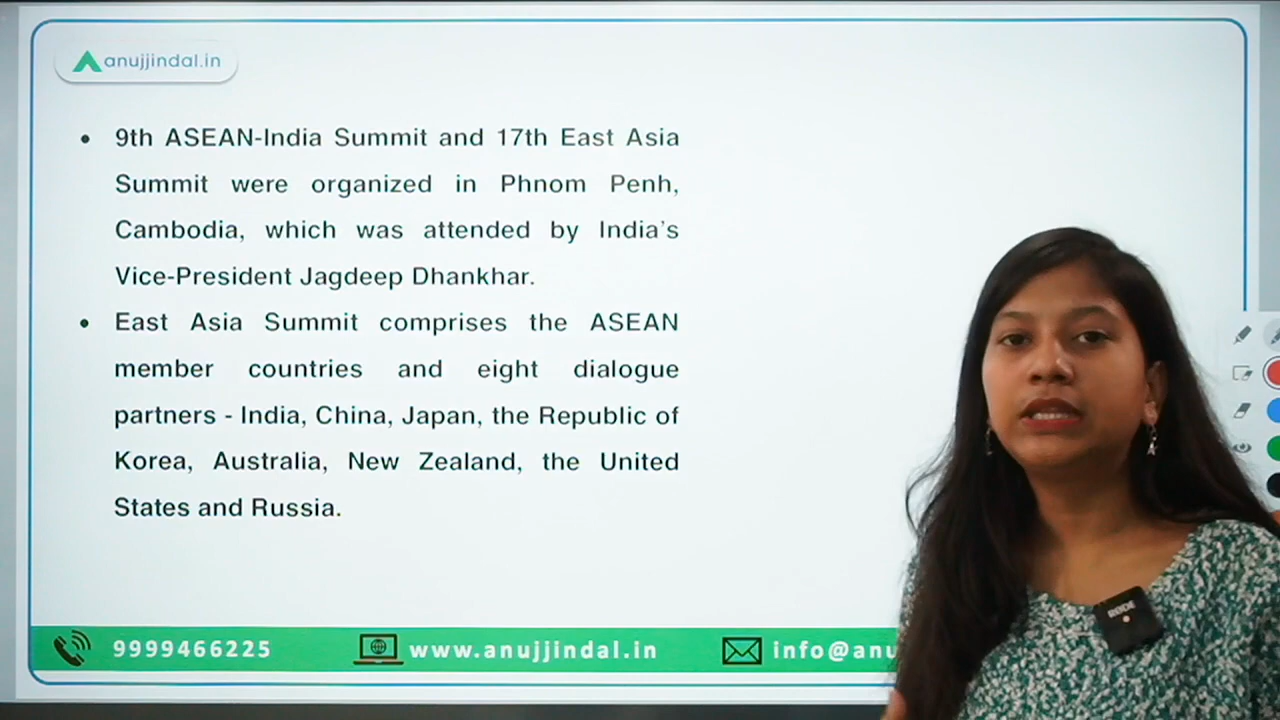 anujjindal.in
• 9th ASEAN-India Summit and 17th East Asia
Summit were organized in Phnom Penh,
Cambodia, which was attended by India's
Vice-President Jagdeep Dhankhar.
• East Asia Summit comprises the ASEAN
member countries and eight dialogue
partners - India, China, Japan, the Republic of
Korea, Australia, New Zealand, the United
States and Russia.
RODE
9999466225 www.anujjindal.in info@anu